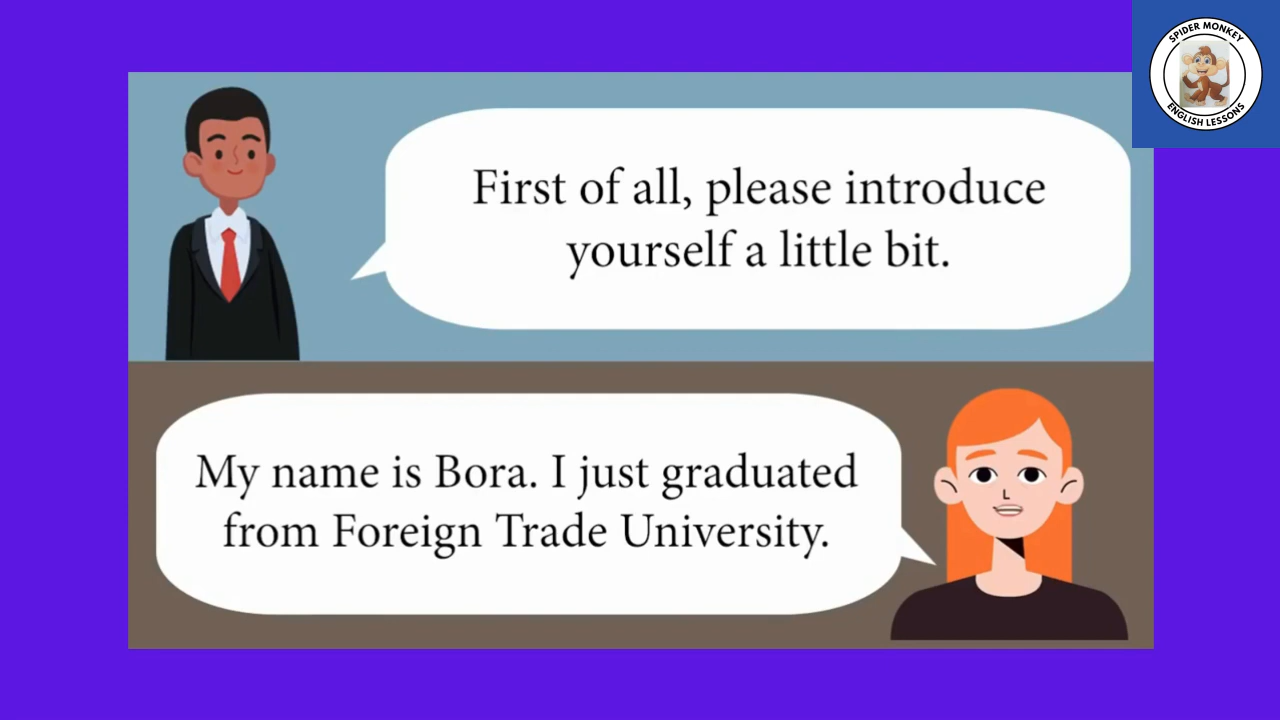 SPIDER MONKEY
ENGLISH LESSONS
First of all, please introduce
yourself a little bit.
My name is Bora. I just graduated
from Foreign Trade University.